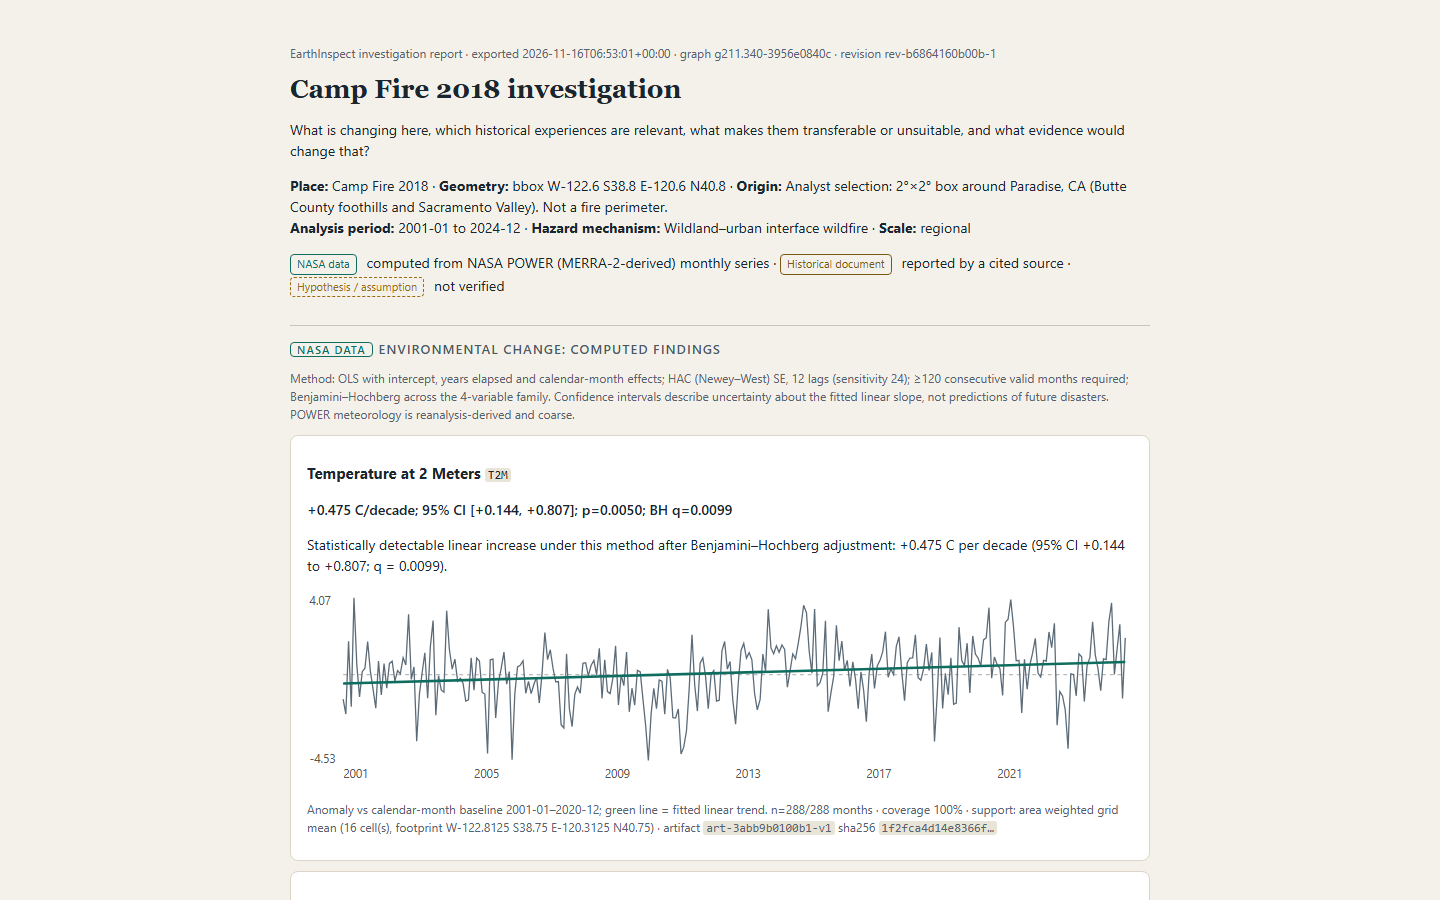 EarthInspect investigation report · exported 2026-11-16T06:53:01+00:00 · graph g211.340-3956e0840c · revision rev-b6864160b00b-1
Camp Fire 2018 investigation
What is changing here, which historical experiences are relevant, what makes them transferable or unsuitable, and what evidence would
change that?
Place: Camp Fire 2018 · Geometry: bbox W-122.6 S38.8 E-120.6 N40.8 · Origin: Analyst selection: 2°×2° box around Paradise, CA (Butte
County foothills and Sacramento Valley). Not a fire perimeter.
Analysis period: 2001-01 to 2024-12 · Hazard mechanism: Wildland–urban interface wildfire · Scale: regional
NASA data computed from NASA POWER (MERRA-2-derived) monthly series · Historical document reported by a cited source ·
Hypothesis / assumption not verified
NASA DATA ENVIRONMENTAL CHANGE: COMPUTED FINDINGS
Method: OLS with intercept, years elapsed and calendar-month effects; HAC (Newey–West) SE, 12 lags (sensitivity 24); ≥120 consecutive valid months required;
Benjamini–Hochberg across the 4-variable family. Confidence intervals describe uncertainty about the fitted linear slope, not predictions of future disasters.
POWER meteorology is reanalysis-derived and coarse.
Temperature at 2 Meters T2M
+0.475 C/decade; 95% CI [+0.144, +0.807]; p=0.0050; BH q=0.0099
Statistically detectable linear increase under this method after Benjamini–Hochberg adjustment: +0.475 C per decade (95% CI +0.144
to +0.807; q = 0.0099).
4.07
-4.53
2001 2005 2009 2013 2017 2021
Anomaly vs calendar-month baseline 2001-01–2020-12; green line = fitted linear trend. n=288/288 months · coverage 100% · support: area weighted grid
mean (16 cell(s), footprint W-122.8125 S38.75 E-120.3125 N40.75) · artifact art-3abb9b0100b1-v1 sha256 1f2fca4d14e8366f…